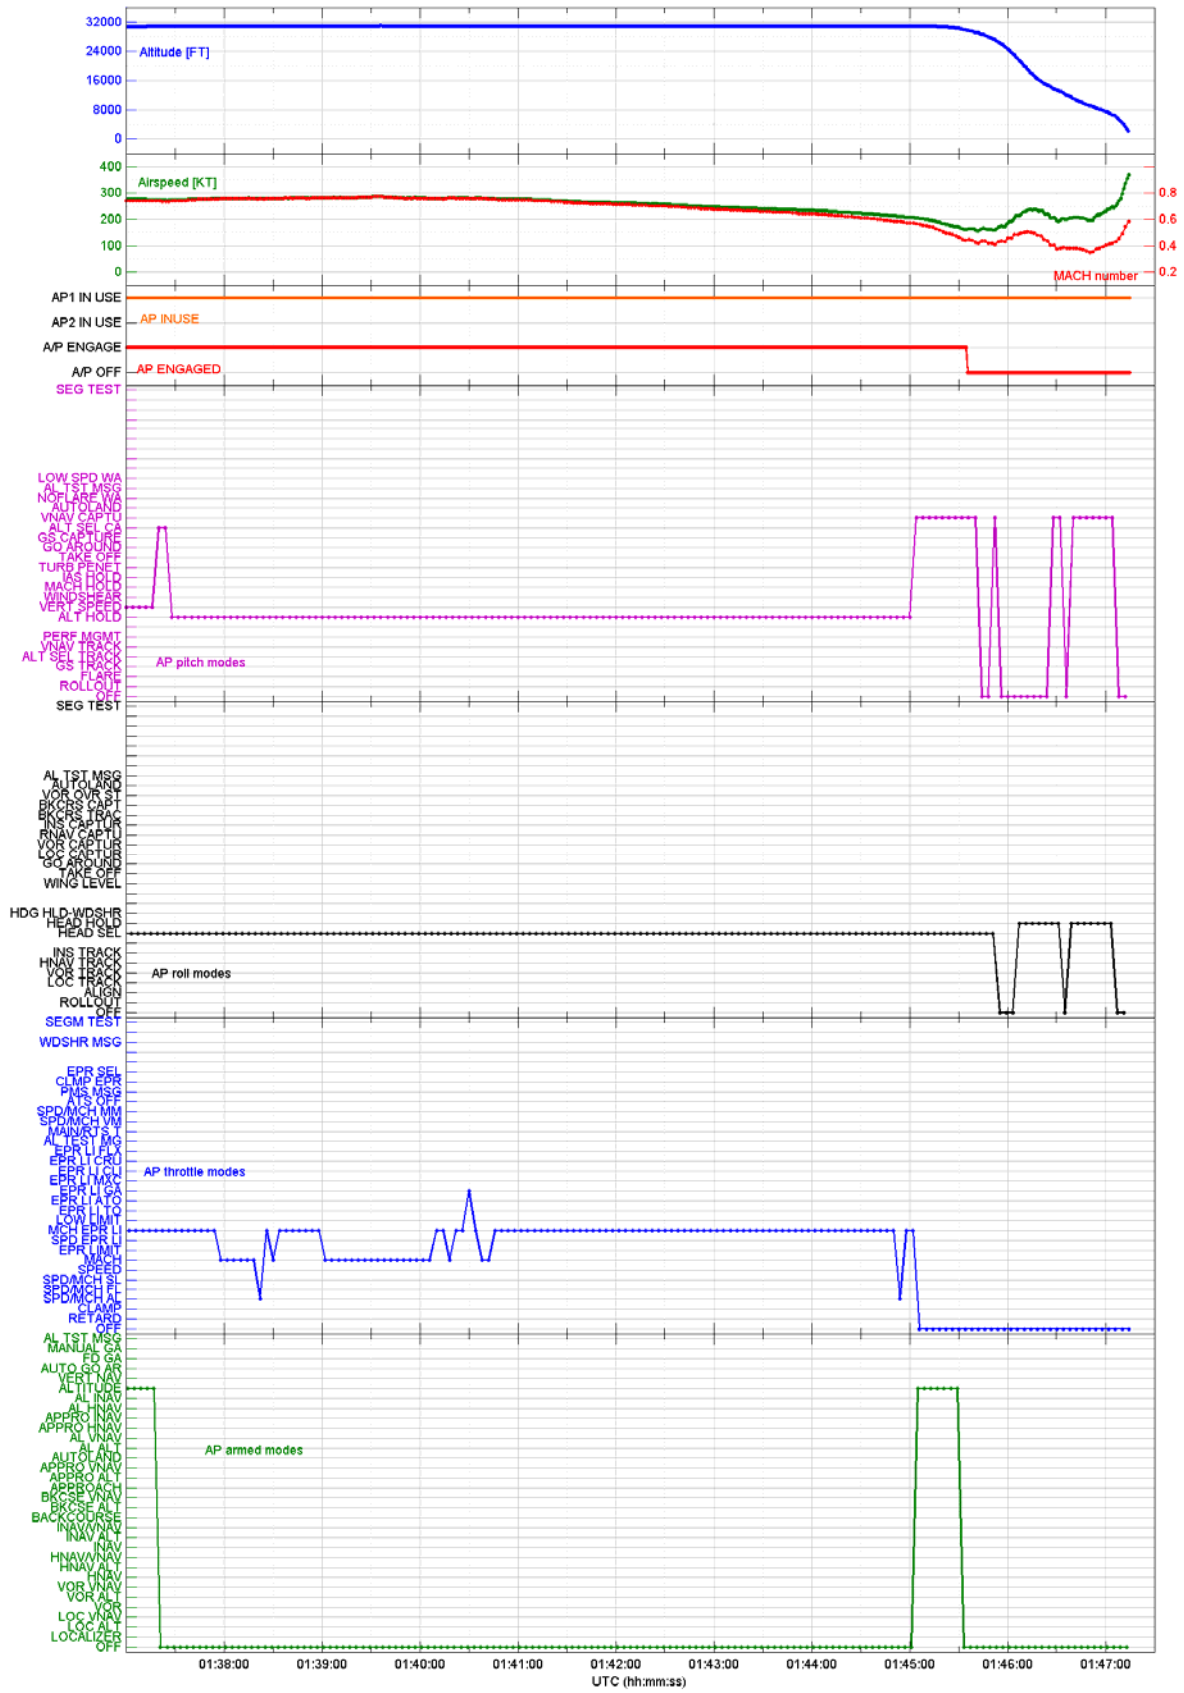 32000
Altitude [FT]
24000
16000
8000
0
400
Airspeed [KT]
300
0.8
200
0.6
100
0.4
0
MACH number
0.2
AP1 IN USE
AP2 IN USE
AP INUSE
A/P ENGAGE
A/P OFF
AP ENGAGED
SEG TEST
LOW SPD WA
AL TST MSG
NOFLARE WA
AUTOLAND
VNAV CAPTU
ALT SEL CA
GS CAPTURE
GO AROUND
TAKE OFF
TURB PENET
IAS HOLD
MACH HOLD
WINDSHEAR
VERT SPEED
ALT HOLD
PERF MGMT
VNAV TRACK
ALT SEL TRACK
AP pitch modes
GS TRACK
FLARE
ROLLOUT
OFF
SEG TEST
AL TST MSG
AUTOLAND
VOR OVR ST
BKCRS CAPT
BKCRS TRAC
INS CAPTUR
RNAV CAPTU
VOR CAPTUR
LOC CAPTUR
GO AROUND
TAKE OFF
WING LEVEL
HDG HLD-WDSHR
HEAD HOLD
HEAD SEL
INS TRACK
HNAV TRACK
VOR TRACK
AP roll modes
LOC TRACK
ALIGN
ROLLOUT
OFF
SEGM TEST
WDSHR MSG
EPR SEL
CLMP EPR
PMS MSG
ATS OFF
SPD/MCH MM
SPD/MCH VM
MAIN/RTS T
AL TEST MG
EPR LI FLX
EPR LI CRU
EPR LI CLI
AP throttle modes
EPR LI MXC
EPR LI GA
EPR LI ATO
EPR LI TO
LOW LIMIT
MCH EPR LI
SPD EPR LI
EPR LIMIT
MACH
SPEED
SPD/MCH SL
SPD/MCH FL
SPD/MCH AL
CLAMP
RETARD
OFF
AL TST MSG
MANUAL GA
FD GA
AUTO GO AR
VERT NAV
ALTITUDE
AL INAV
AL HNAV
APPRO INAV
APPRO HNAV
AL VNAV
AL ALT
AP armed modes
AUTOLAND
APPRO VNAV
APPRO ALT
APPROACH
BKCSE VNAV
BKCSE ALT
BACKCOURSE
INAV/VNAV
INAV ALT
INAV
HNAV/VNAV
HNAV ALT
HNAV
VOR VNAV
VOR ALT
VOR
LOC VNAV
LOC ALT
LOCALIZER
OFF
01:38:00 01:39:00 01:40:00 01:41:00 01:42:00 01:43:00 01:44:00 01:45:00 01:46:00 01:47:00
UTC (hh:mm:ss)